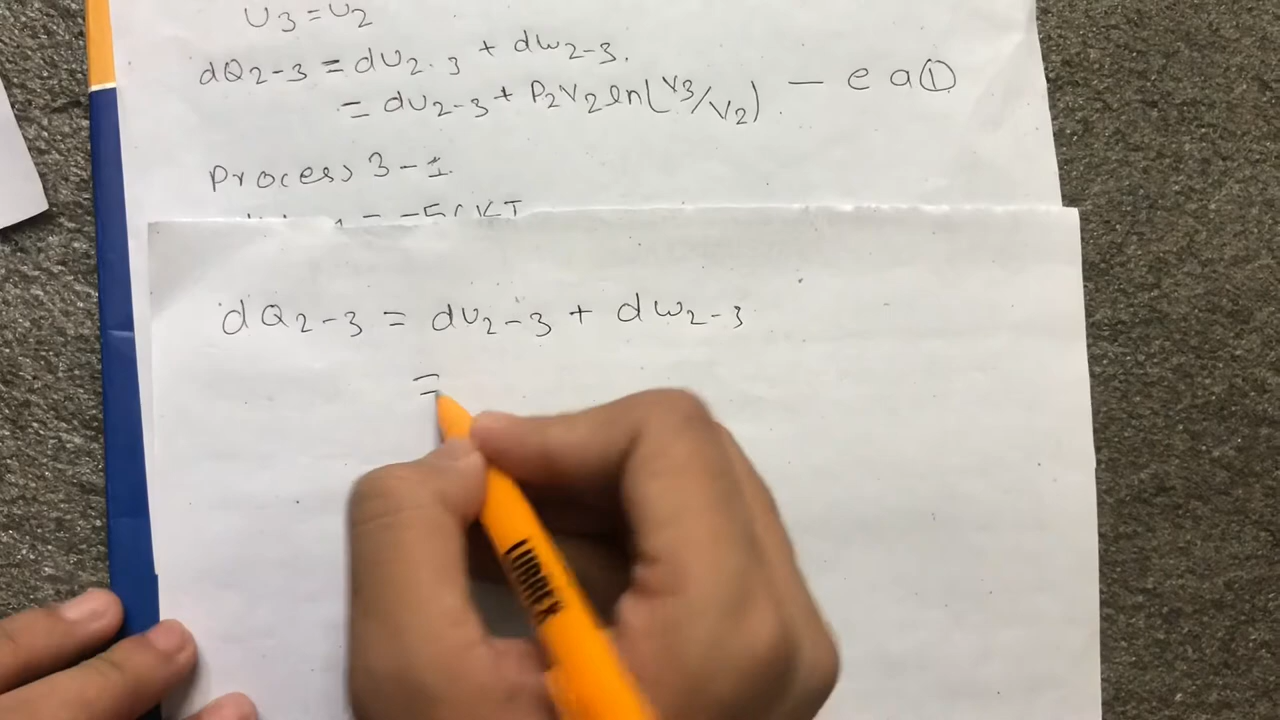 U3 = U2
dQ2-3 = dU2-3 + dW2-3.
= dU2-3 + P2V2 ln(V3/V2) — e a ①
Process 3-1.
dQ2-3 = dU2-3 + dW2-3
=
LUBREX